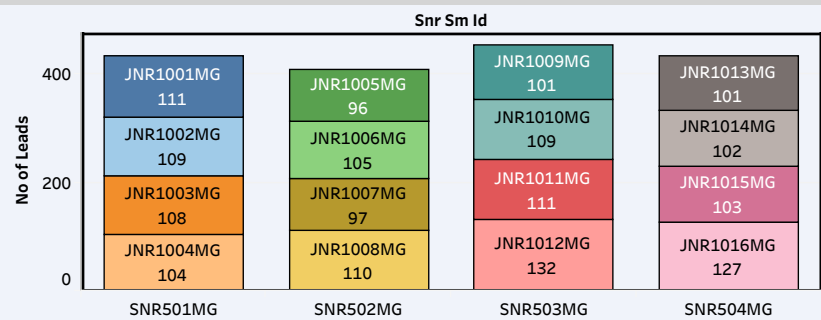 Snr Sm Id
No of Leads
400
200
0
JNR1001MG
111
JNR1002MG
109
JNR1003MG
108
JNR1004MG
104
SNR501MG
JNR1005MG
96
JNR1006MG
105
JNR1007MG
97
JNR1008MG
110
SNR502MG
JNR1009MG
101
JNR1010MG
109
JNR1011MG
111
JNR1012MG
132
SNR503MG
JNR1013MG
101
JNR1014MG
102
JNR1015MG
103
JNR1016MG
127
SNR504MG